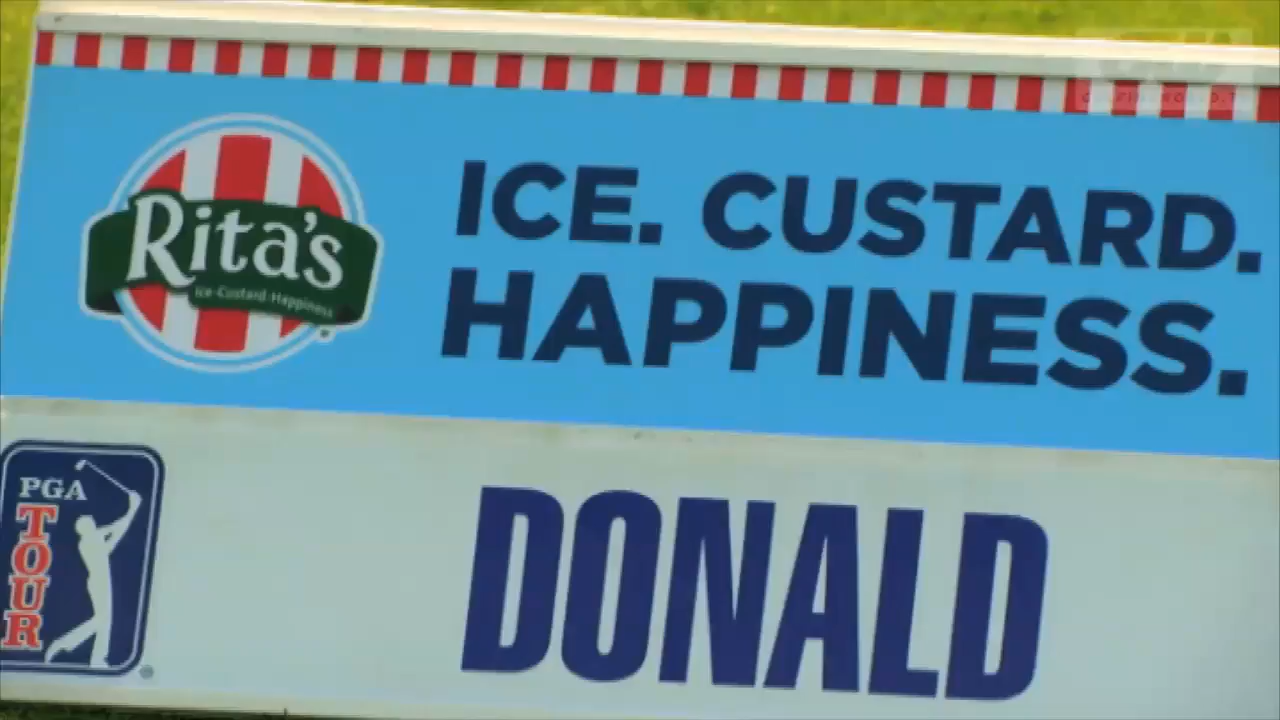 ICE. CUSTARD.
HAPPINESS.
Rita's
Ice·Custard·Happiness
PGA
TOUR
DONALD